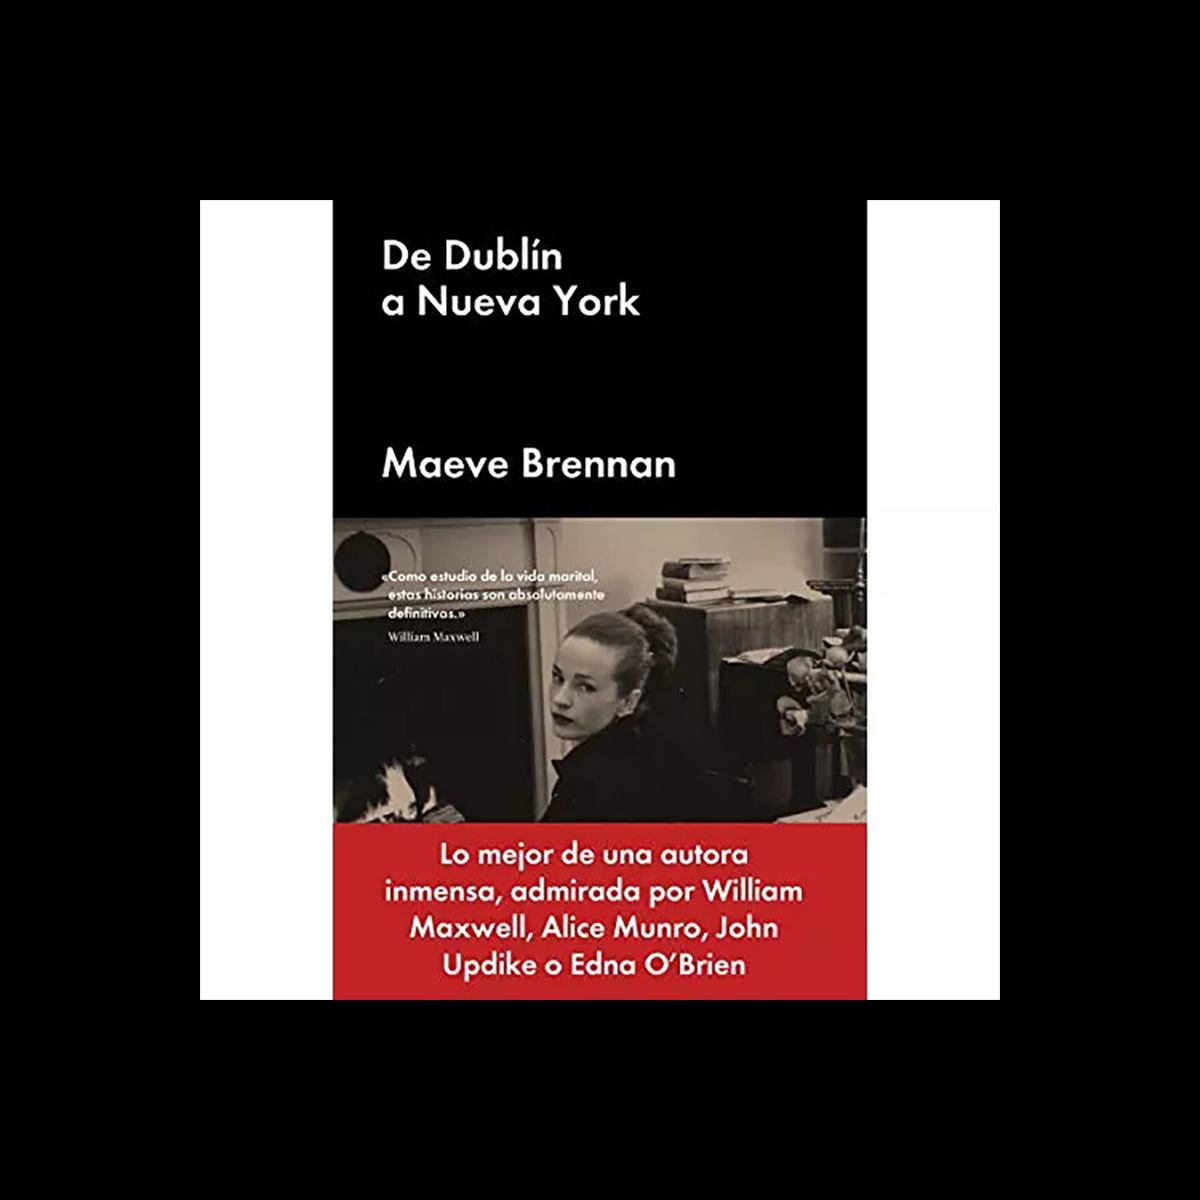 De Dublín
a Nueva York
Maeve Brennan
«Como estudio de la vida marital,
estas historias son absolutamente
definitivas.»
William Maxwell
Lo mejor de una autora
inmensa, admirada por William
Maxwell, Alice Munro, John
Updike o Edna O’Brien